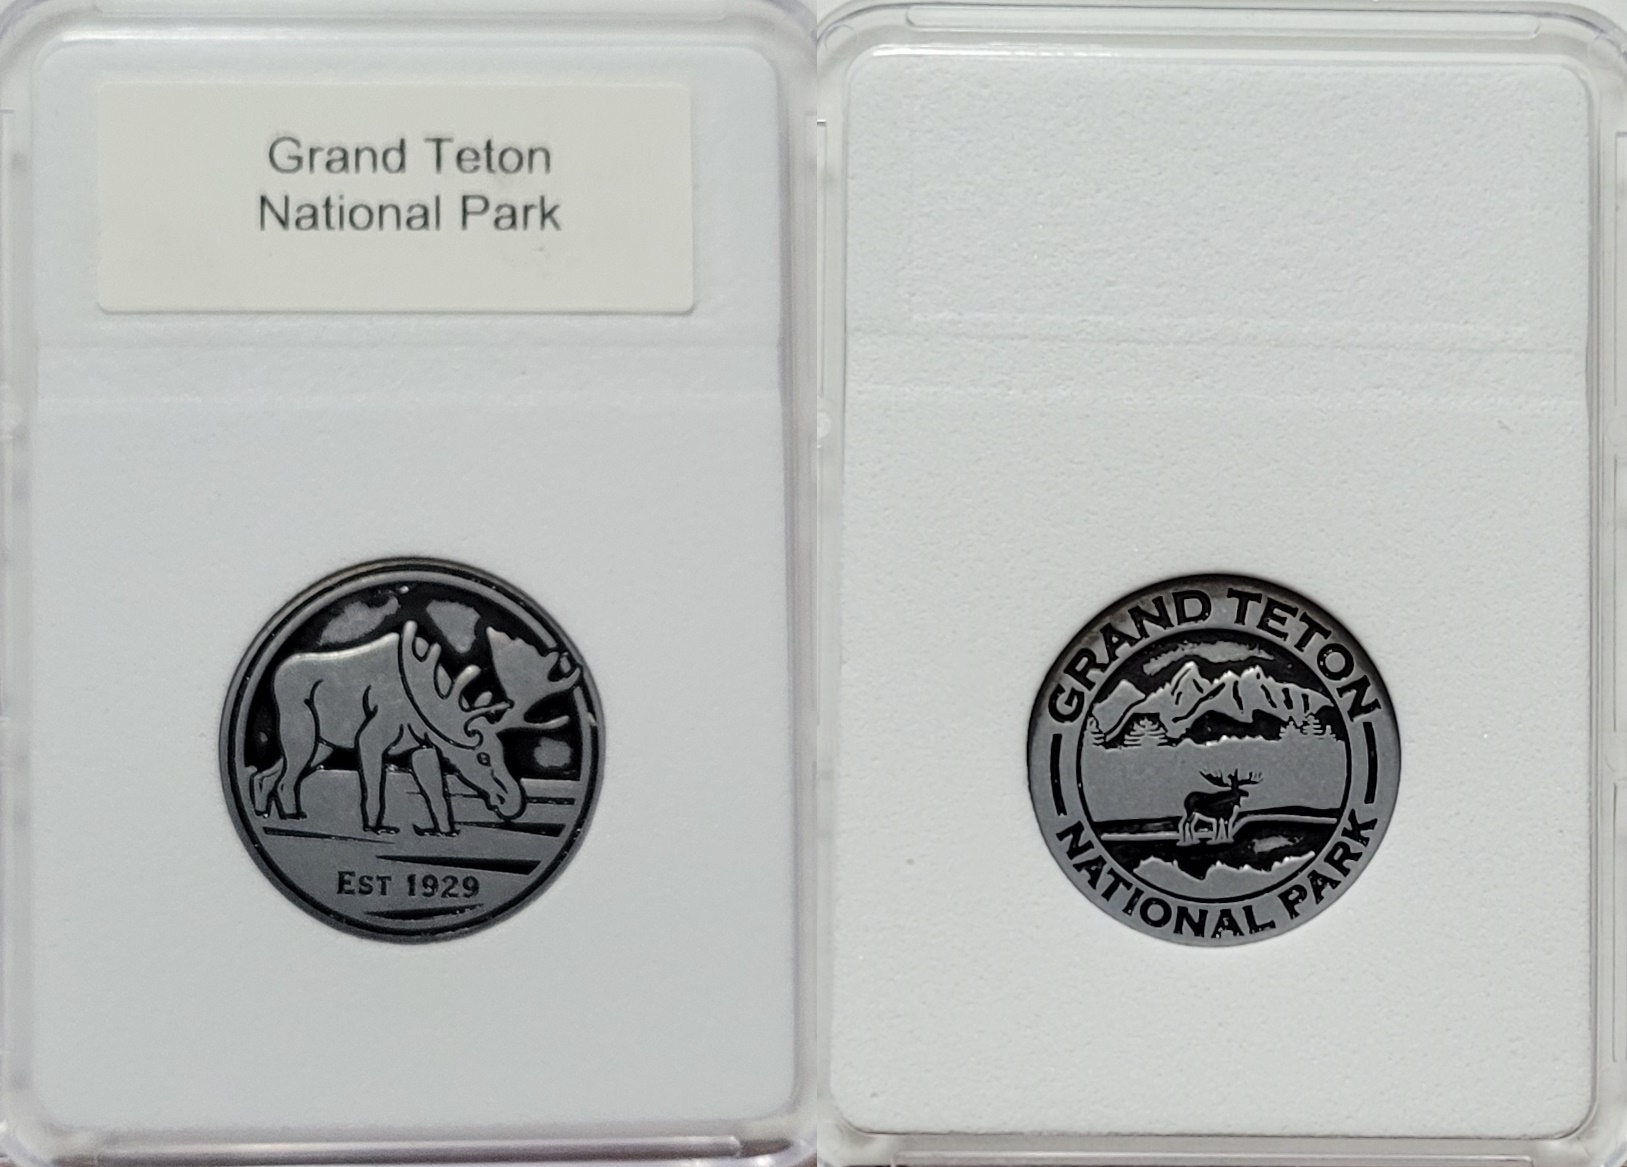 Grand Teton
National Park
EST 1929
GRAND TETON
NATIONAL PARK